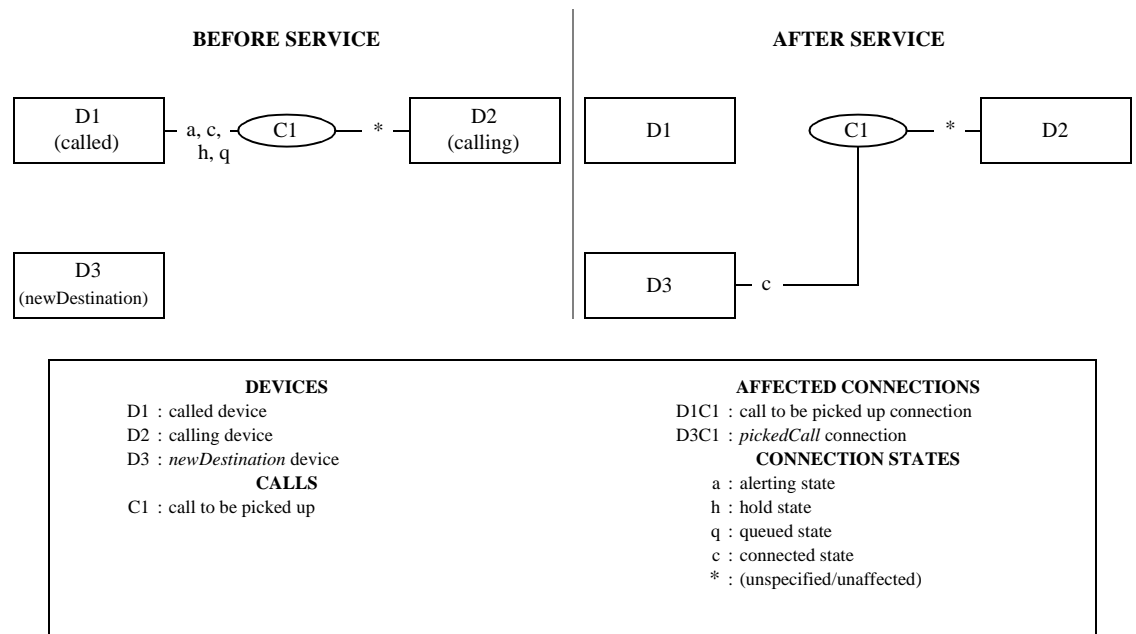 BEFORE SERVICE
AFTER SERVICE
D1
(called)
a, c,
h, q
C1
*
D2
(calling)
D3
(newDestination)
D1
C1
*
D2
D3
c
DEVICES
D1 : called device
D2 : calling device
D3 : newDestination device
CALLS
C1 : call to be picked up
AFFECTED CONNECTIONS
D1C1 : call to be picked up connection
D3C1 : pickedCall connection
CONNECTION STATES
a : alerting state
h : hold state
q : queued state
c : connected state
* : (unspecified/unaffected)